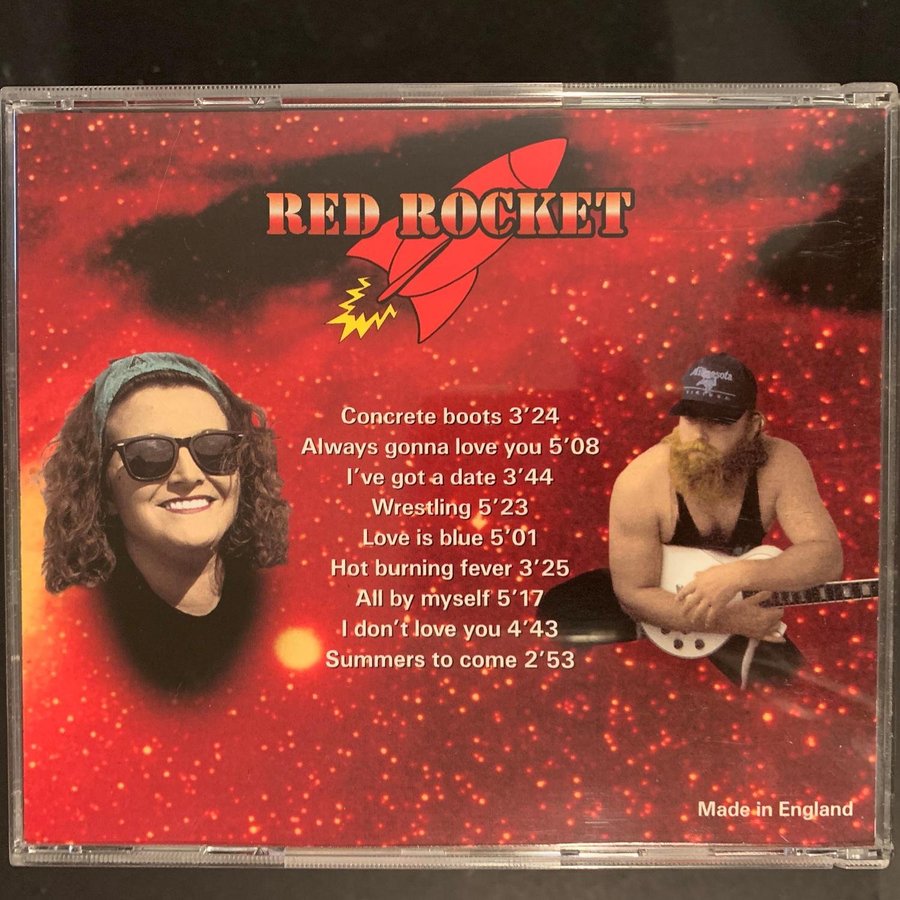 RED ROCKET
Concrete boots 3'24
Always gonna love you 5'08
I've got a date 3'44
Wrestling 5'23
Love is blue 5'01
Hot burning fever 3'25
All by myself 5'17
I don't love you 4'43
Summers to come 2'53
Minnesota
Made in England